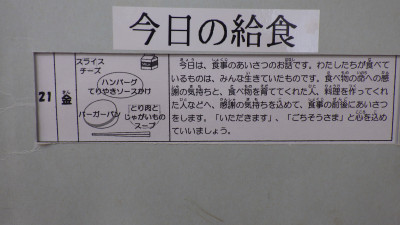 今日の給食
21
金
スライス
チーズ
ハンバーグ
てりやきソースかけ
バーガーパン
とり肉と
じゃがいもの
スープ
今日は、食事のあいさつのお話です。わたしたちが食べて
いるものは、みんな生きていたものです。食べ物の命への感
謝の気持ちと、食べ物を育ててくれた人、料理を作ってくれ
た人などへ、感謝の気持ちを込めて、食事の前後にあいさつ
をします。「いただきます」、「ごちそうさま」と心を込め
ていいましょう。